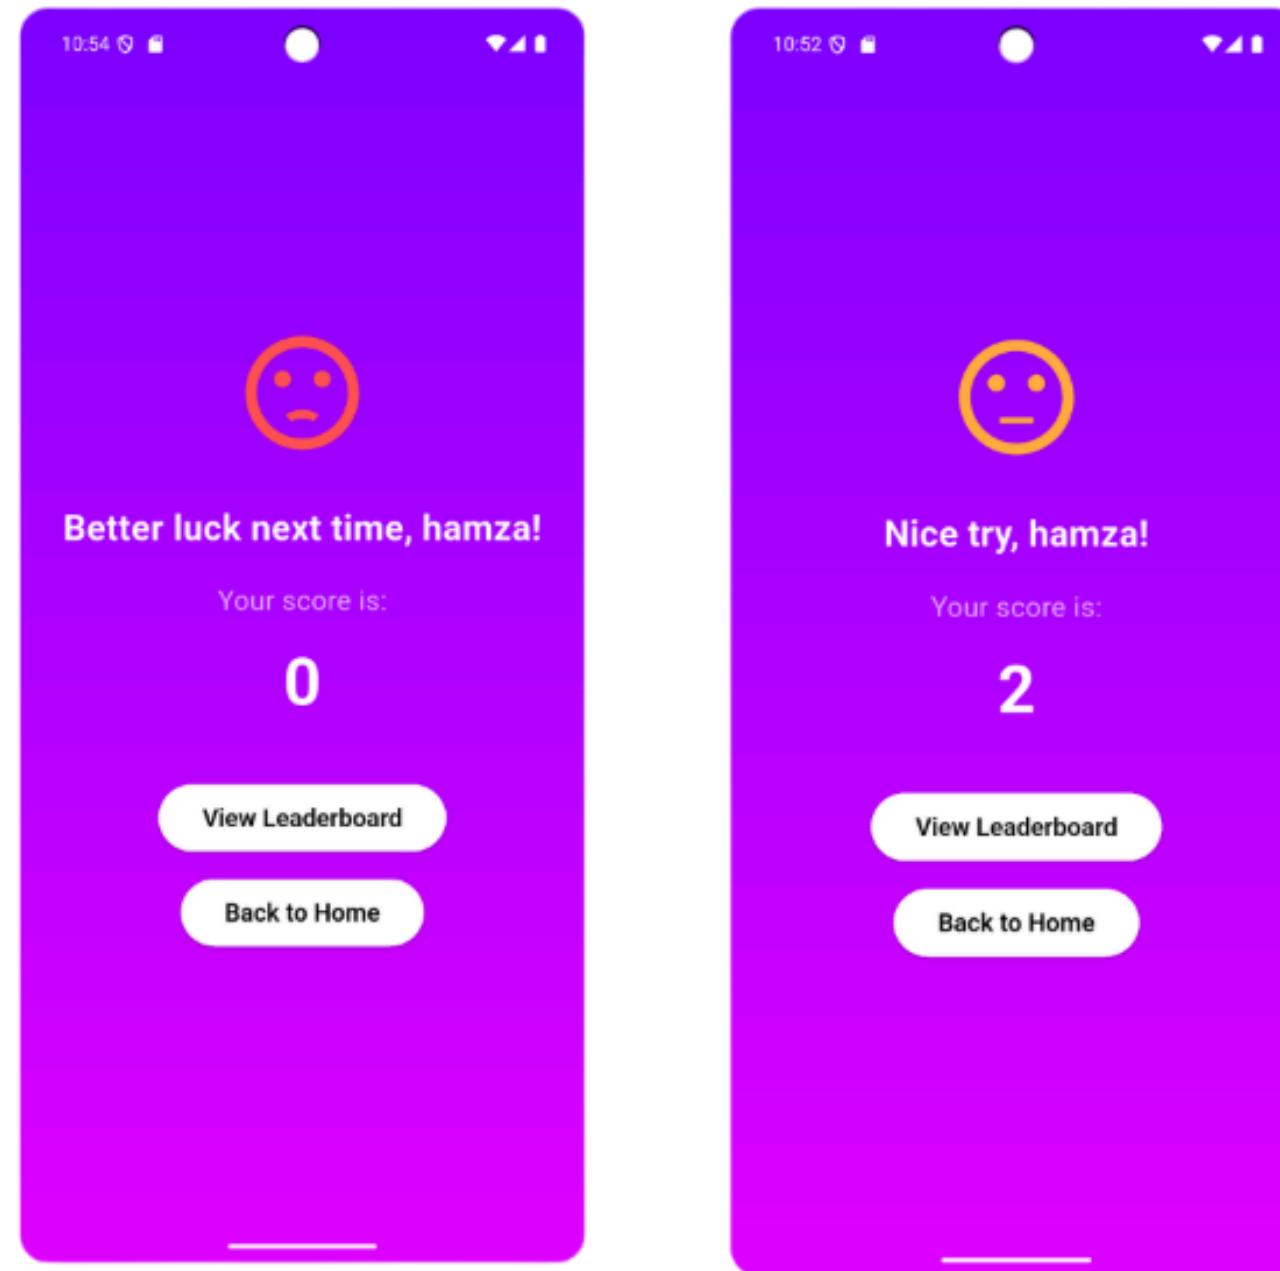 10:54
Better luck next time, hamza!
Your score is:
0
View Leaderboard
Back to Home
10:52
Nice try, hamza!
Your score is:
2
View Leaderboard
Back to Home